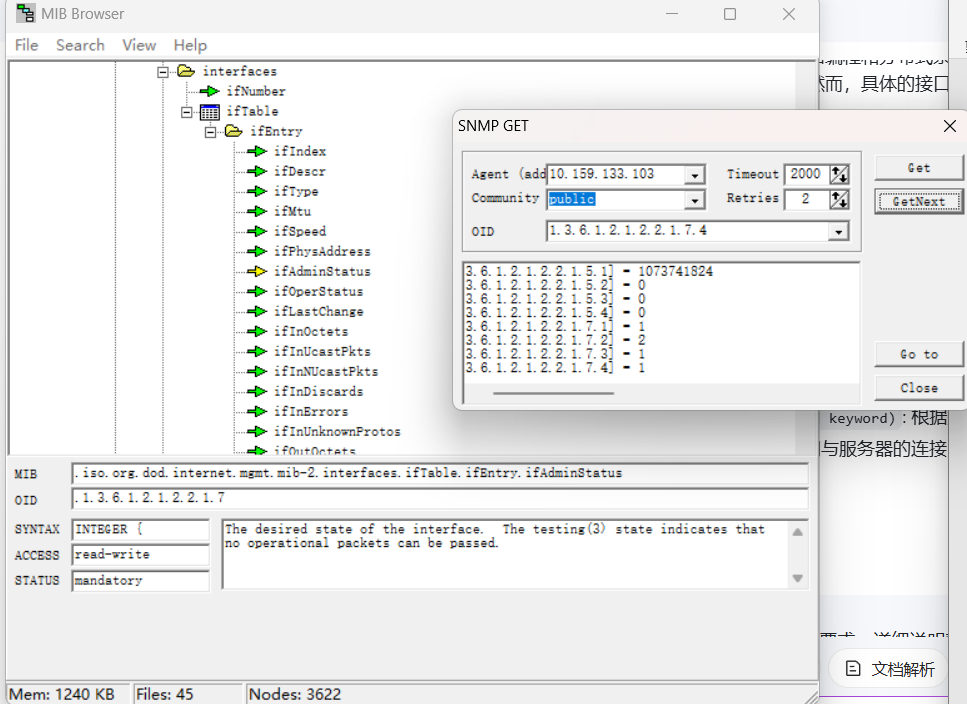 MIB Browser
File Search View Help
interfaces
ifNumber
ifTable
ifEntry
ifIndex
ifDescr
ifType
ifMtu
ifSpeed
ifPhysAddress
ifAdminStatus
ifOperStatus
ifLastChange
ifInOctets
ifInUcastPkts
ifInNUcastPkts
ifInDiscards
ifInErrors
ifInUnknownProtos
ifOutOctets
SNMP GET
Agent (add 10.159.133.103 Timeout 2000 Get
Community public Retries 2 GetNext
OID 1.3.6.1.2.1.2.2.1.7.4
3.6.1.2.1.2.2.1.5.1] = 1073741824
3.6.1.2.1.2.2.1.5.2] = 0
3.6.1.2.1.2.2.1.5.3] = 0
3.6.1.2.1.2.2.1.5.4] = 0
3.6.1.2.1.2.2.1.7.1] = 1
3.6.1.2.1.2.2.1.7.2] = 2
3.6.1.2.1.2.2.1.7.3] = 1
3.6.1.2.1.2.2.1.7.4] = 1
Go to
Close
MIB .iso.org.dod.internet.mgmt.mib-2.interfaces.ifTable.ifEntry.ifAdminStatus
OID .1.3.6.1.2.1.2.2.1.7
SYNTAX INTEGER {
ACCESS read-write
STATUS mandatory
The desired state of the interface. The testing(3) state indicates that
no operational packets can be passed.
Mem: 1240 KB Files: 45 Nodes: 3622
然而，具体的接口
keyword)：根据
与服务器的连接
文档解析